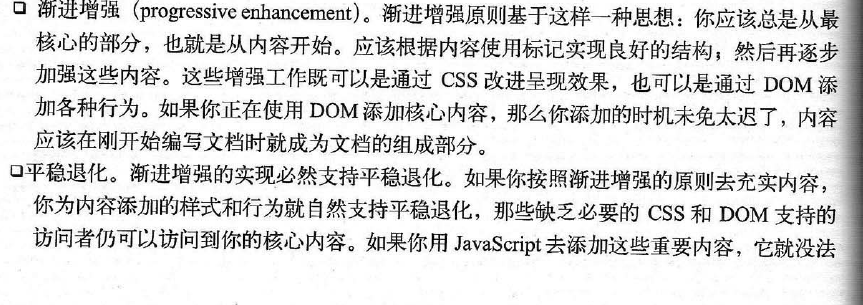 □ 渐进增强（progressive enhancement）。渐进增强原则基于这样一种思想：你应该总是从最
核心的部分，也就是从内容开始。应该根据内容使用标记实现良好的结构；然后再逐步
加强这些内容。这些增强工作既可以是通过 CSS 改进呈现效果，也可以是通过 DOM 添
加各种行为。如果你正在使用 DOM 添加核心内容，那么你添加的时机未免太迟了，内容
应该在刚开始编写文档时就成为文档的组成部分。
□平稳退化。渐进增强的实现必然支持平稳退化。如果你按照渐进增强的原则去充实内容，
你为内容添加的样式和行为就自然支持平稳退化，那些缺乏必要的 CSS 和 DOM 支持的
访问者仍可以访问到你的核心内容。如果你用 JavaScript 去添加这些重要内容，它就没法